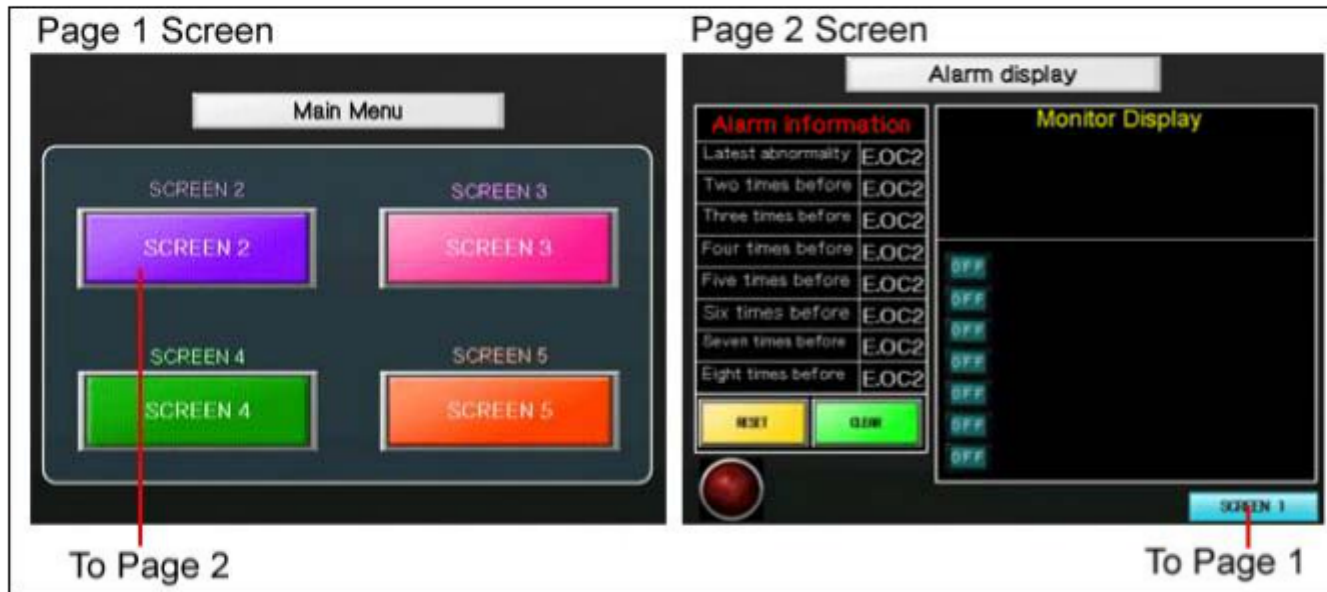 Page 1 Screen
Main Menu
SCREEN 2
SCREEN 3
SCREEN 2
SCREEN 3
SCREEN 4
SCREEN 5
SCREEN 4
SCREEN 5
To Page 2
Page 2 Screen
Alarm display
Alarm information
Latest abnormality E.OC2
Two times before E.OC2
Three times before E.OC2
Four times before E.OC2
Five times before E.OC2
Six times before E.OC2
Seven times before E.OC2
Eight times before E.OC2
RESET CLEAR
Monitor Display
OFF
OFF
OFF
OFF
OFF
OFF
OFF
SCREEN 1
To Page 1